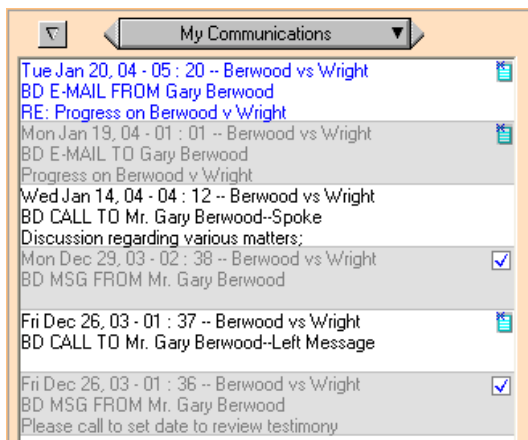 My Communications
Tue Jan 20, 04 - 05 : 20 -- Berwood vs Wright
BD E-MAIL FROM Gary Berwood
RE: Progress on Berwood v Wright
Mon Jan 19, 04 - 01 : 01 -- Berwood vs Wright
BD E-MAIL TO Gary Berwood
Progress on Berwood v Wright
Wed Jan 14, 04 - 04 : 12 -- Berwood vs Wright
BD CALL TO Mr. Gary Berwood--Spoke
Discussion regarding various matters;
Mon Dec 29, 03 - 02 : 38 -- Berwood vs Wright
BD MSG FROM Mr. Gary Berwood
Fri Dec 26, 03 - 01 : 37 -- Berwood vs Wright
BD CALL TO Mr. Gary Berwood--Left Message
Fri Dec 26, 03 - 01 : 36 -- Berwood vs Wright
BD MSG FROM Mr. Gary Berwood
Please call to set date to review testimony